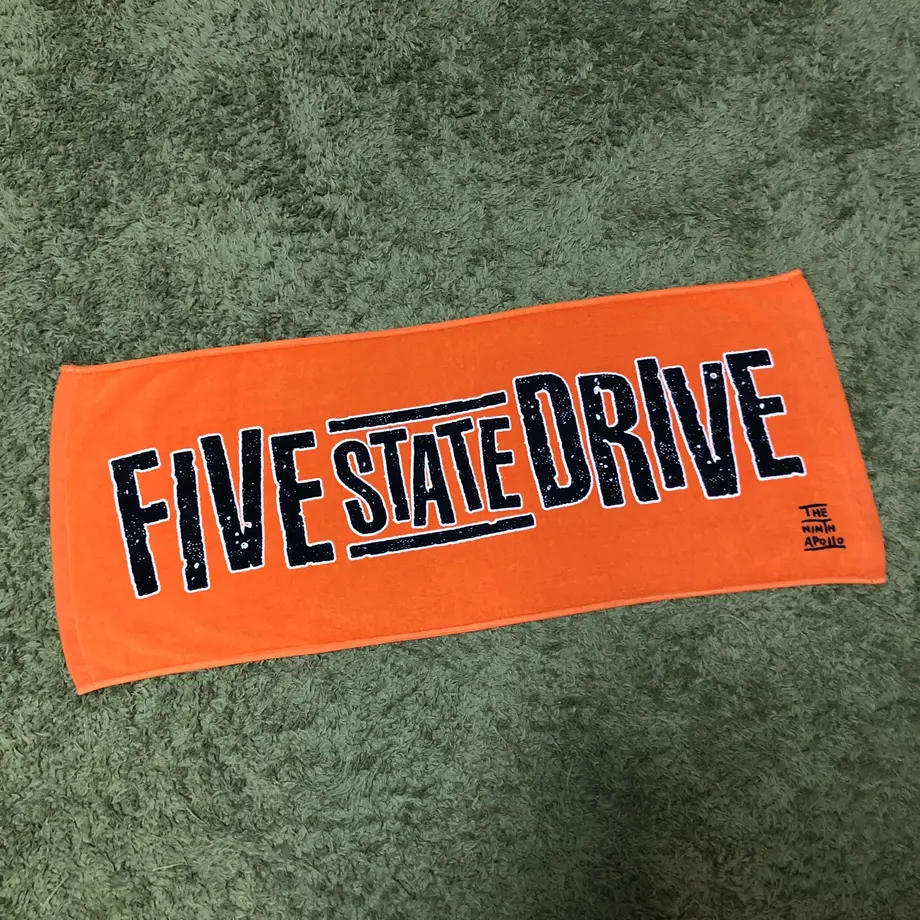 FIVE STATE DRIVE
THE
NINTH
APOLLO